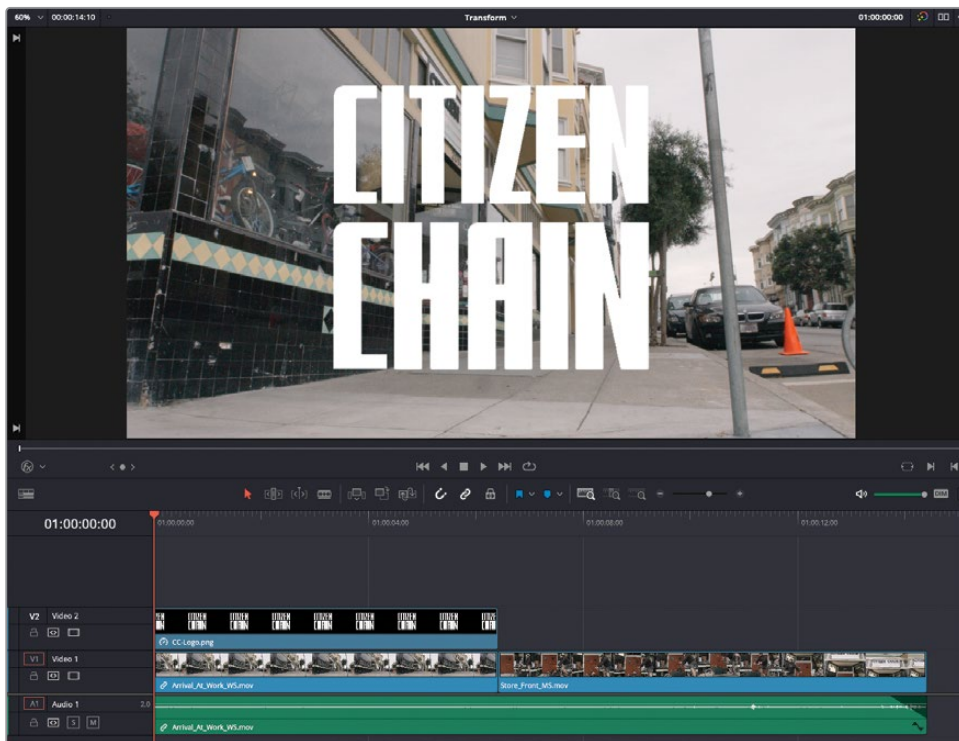 60% 00:00:14:10 Transform 01:00:00:00
CITIZEN
CHAIN
DIM
01:00:00:00 01:00:00:00 01:00:04:00 01:00:08:00 01:00:12:00
V2 Video 2
CC Logo.png
V1 Video 1
Arrival_At_Work_WS.mov Store_Front_MS.mov
A1 Audio 1 2.0
S M
Arrival_At_Work_WS.mov